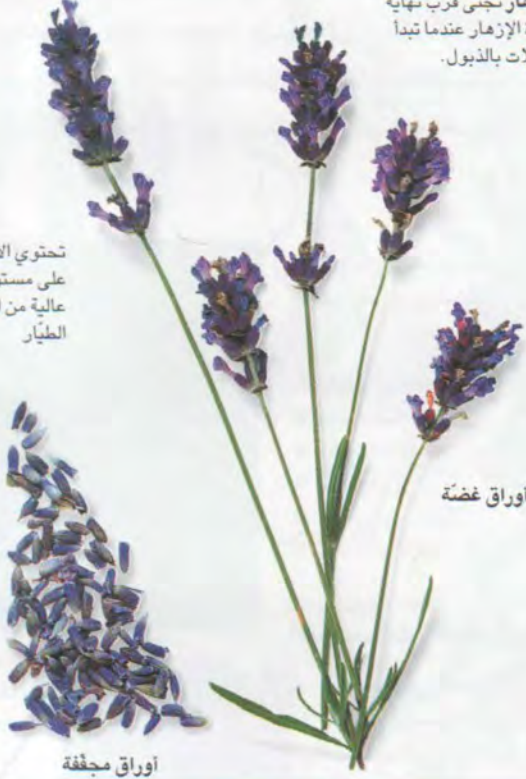 تجنى قرب نهاية
الإزهار عندما تبدأ
بالذبول.
تحتوي
على
عالية من
الطيّار
أوراق غضّة
أوراق مجفّفة